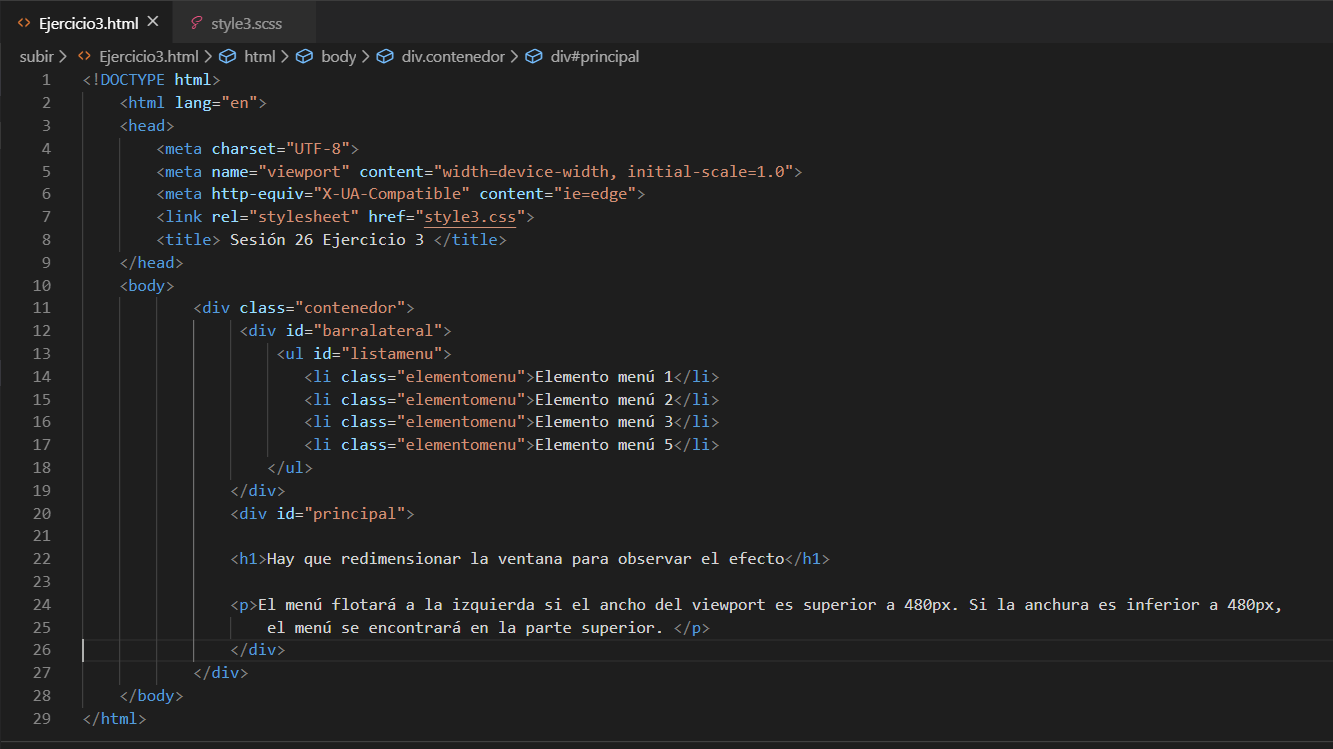 Ejercicio3.html
style3.scss
subir > Ejercicio3.html > html > body > div.contenedor > div#principal
1 <!DOCTYPE html>
2 <html lang="en">
3 <head>
4 <meta charset="UTF-8">
5 <meta name="viewport" content="width=device-width, initial-scale=1.0">
6 <meta http-equiv="X-UA-Compatible" content="ie=edge">
7 <link rel="stylesheet" href="style3.css">
8 <title> Sesión 26 Ejercicio 3 </title>
9 </head>
10 <body>
11 <div class="contenedor">
12 <div id="barralateral">
13 <ul id="listamenu">
14 <li class="elementomenu">Elemento menú 1</li>
15 <li class="elementomenu">Elemento menú 2</li>
16 <li class="elementomenu">Elemento menú 3</li>
17 <li class="elementomenu">Elemento menú 5</li>
18 </ul>
19 </div>
20 <div id="principal">
21
22 <h1>Hay que redimensionar la ventana para observar el efecto</h1>
23
24 <p>El menú flotará a la izquierda si el ancho del viewport es superior a 480px. Si la anchura es inferior a 480px,
25 el menú se encontrará en la parte superior. </p>
26 </div>
27 </div>
28 </body>
29 </html>